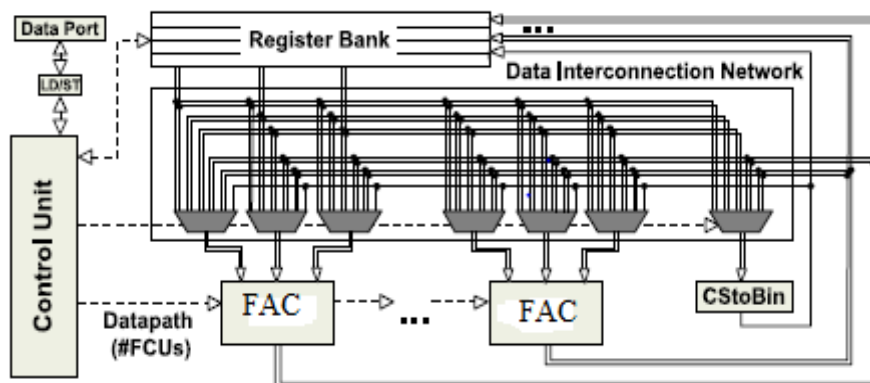 Data Port
Register Bank
...
LD/ST
Data Interconnection Network
Control Unit
FAC
...
FAC
CStoBin
Datapath
(#FCUs)